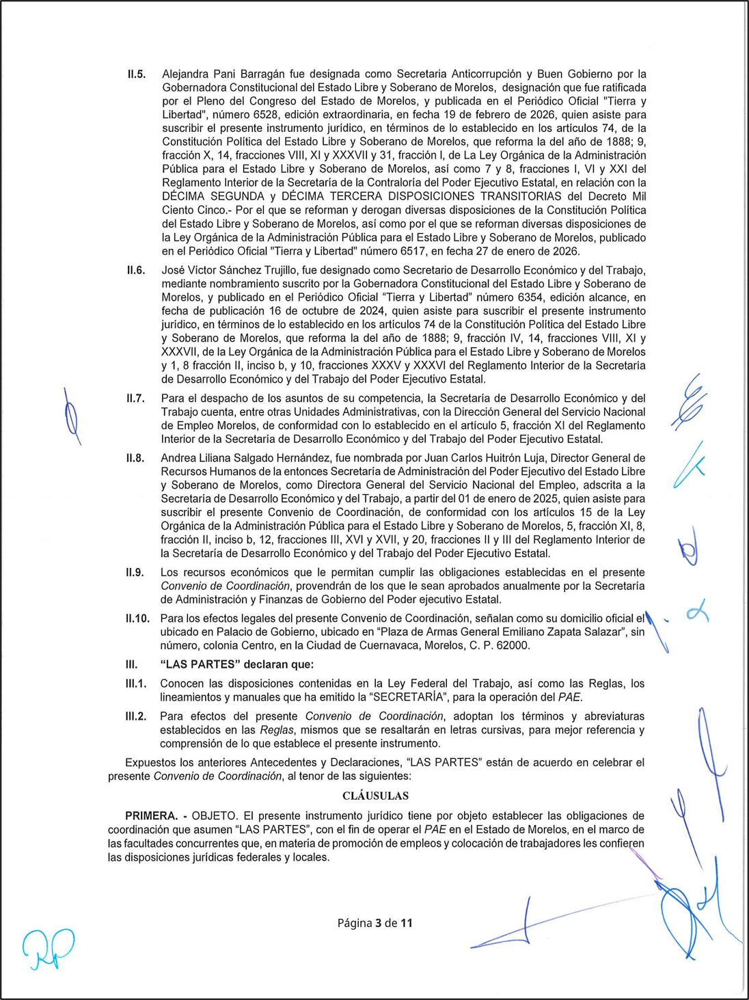 II.5. Alejandra Pani Barragán fue designada como Secretaria Anticorrupción y Buen Gobierno por la
Gobernadora Constitucional del Estado Libre y Soberano de Morelos, designación que fue ratificada
por el Pleno del Congreso del Estado de Morelos, y publicada en el Periódico Oficial "Tierra y
Libertad", número 6528, edición extraordinaria, en fecha 19 de febrero de 2026, quien asiste para
suscribir el presente instrumento jurídico, en términos de lo establecido en los artículos 74, de la
Constitución Política del Estado Libre y Soberano de Morelos, que reforma la del año de 1888; 9,
fracción X, 14, fracciones VIII, XI y XXXVII y 31, fracción I, de La Ley Orgánica de la Administración
Pública para el Estado Libre y Soberano de Morelos, así como 7 y 8, fracciones I, VI y XXI del
Reglamento Interior de la Secretaría de la Contraloría del Poder Ejecutivo Estatal, en relación con la
DÉCIMA SEGUNDA y DÉCIMA TERCERA DISPOSICIONES TRANSITORIAS del Decreto Mil
Ciento Cinco.- Por el que se reforman y derogan diversas disposiciones de la Constitución Política
del Estado Libre y Soberano de Morelos, así como por el que se reforman diversas disposiciones de
la Ley Orgánica de la Administración Pública para el Estado Libre y Soberano de Morelos, publicado
en el Periódico Oficial "Tierra y Libertad" número 6517, en fecha 27 de enero de 2026.
II.6. José Víctor Sánchez Trujillo, fue designado como Secretario de Desarrollo Económico y del Trabajo,
mediante nombramiento suscrito por la Gobernadora Constitucional del Estado Libre y Soberano de
Morelos, y publicado en el Periódico Oficial "Tierra y Libertad" número 6354, edición alcance, en
fecha de publicación 16 de octubre de 2024, quien asiste para suscribir el presente instrumento
jurídico, en términos de lo establecido en los artículos 74 de la Constitución Política del Estado Libre
y Soberano de Morelos, que reforma la del año de 1888; 9, fracción IV, 14, fracciones VIII, XI y
XXXVII, de la Ley Orgánica de la Administración Pública para el Estado Libre y Soberano de Morelos
y 1, 8 fracción II, inciso b, y 10, fracciones XXXV y XXXVI del Reglamento Interior de la Secretaría
de Desarrollo Económico y del Trabajo del Poder Ejecutivo Estatal.
II.7. Para el despacho de los asuntos de su competencia, la Secretaría de Desarrollo Económico y del
Trabajo cuenta, entre otras Unidades Administrativas, con la Dirección General del Servicio Nacional
de Empleo Morelos, de conformidad con lo establecido en el artículo 5, fracción XI del Reglamento
Interior de la Secretaría de Desarrollo Económico y del Trabajo del Poder Ejecutivo Estatal.
II.8. Andrea Liliana Salgado Hernández, fue nombrada por Juan Carlos Huitrón Luja, Director General de
Recursos Humanos de la entonces Secretaría de Administración del Poder Ejecutivo del Estado Libre
y Soberano de Morelos, como Directora General del Servicio Nacional del Empleo, adscrita a la
Secretaría de Desarrollo Económico y del Trabajo, a partir del 01 de enero de 2025, quien asiste para
suscribir el presente Convenio de Coordinación, de conformidad con los artículos 15 de la Ley
Orgánica de la Administración Pública para el Estado Libre y Soberano de Morelos, 5, fracción XI, 8,
fracción II, inciso b, 12, fracciones III, XVI y XVII, y 20, fracciones II y III del Reglamento Interior de
la Secretaría de Desarrollo Económico y del Trabajo del Poder Ejecutivo Estatal.
II.9. Los recursos económicos que le permitan cumplir las obligaciones establecidas en el presente
Convenio de Coordinación, provendrán de los que le sean aprobados anualmente por la Secretaría
de Administración y Finanzas de Gobierno del Poder ejecutivo Estatal.
II.10. Para los efectos legales del presente Convenio de Coordinación, señalan como su domicilio oficial el
ubicado en Palacio de Gobierno, ubicado en “Plaza de Armas General Emiliano Zapata Salazar”, sin
número, colonia Centro, en la Ciudad de Cuernavaca, Morelos, C. P. 62000.
III. “LAS PARTES” declaran que:
III.1. Conocen las disposiciones contenidas en la Ley Federal del Trabajo, así como las Reglas, los
lineamientos y manuales que ha emitido la “SECRETARÍA”, para la operación del PAE.
III.2. Para efectos del presente Convenio de Coordinación, adoptan los términos y abreviaturas
establecidos en las Reglas, mismos que se resaltarán en letras cursivas, para mejor referencia y
comprensión de lo que establece el presente instrumento.
Expuestos los anteriores Antecedentes y Declaraciones, “LAS PARTES” están de acuerdo en celebrar el
presente Convenio de Coordinación, al tenor de las siguientes:
CLÁUSULAS
PRIMERA. - OBJETO. El presente instrumento jurídico tiene por objeto establecer las obligaciones de
coordinación que asumen “LAS PARTES”, con el fin de operar el PAE en el Estado de Morelos, en el marco de
las facultades concurrentes que, en materia de promoción de empleos y colocación de trabajadores les confieren
las disposiciones jurídicas federales y locales.
Página 3 de 11
RP